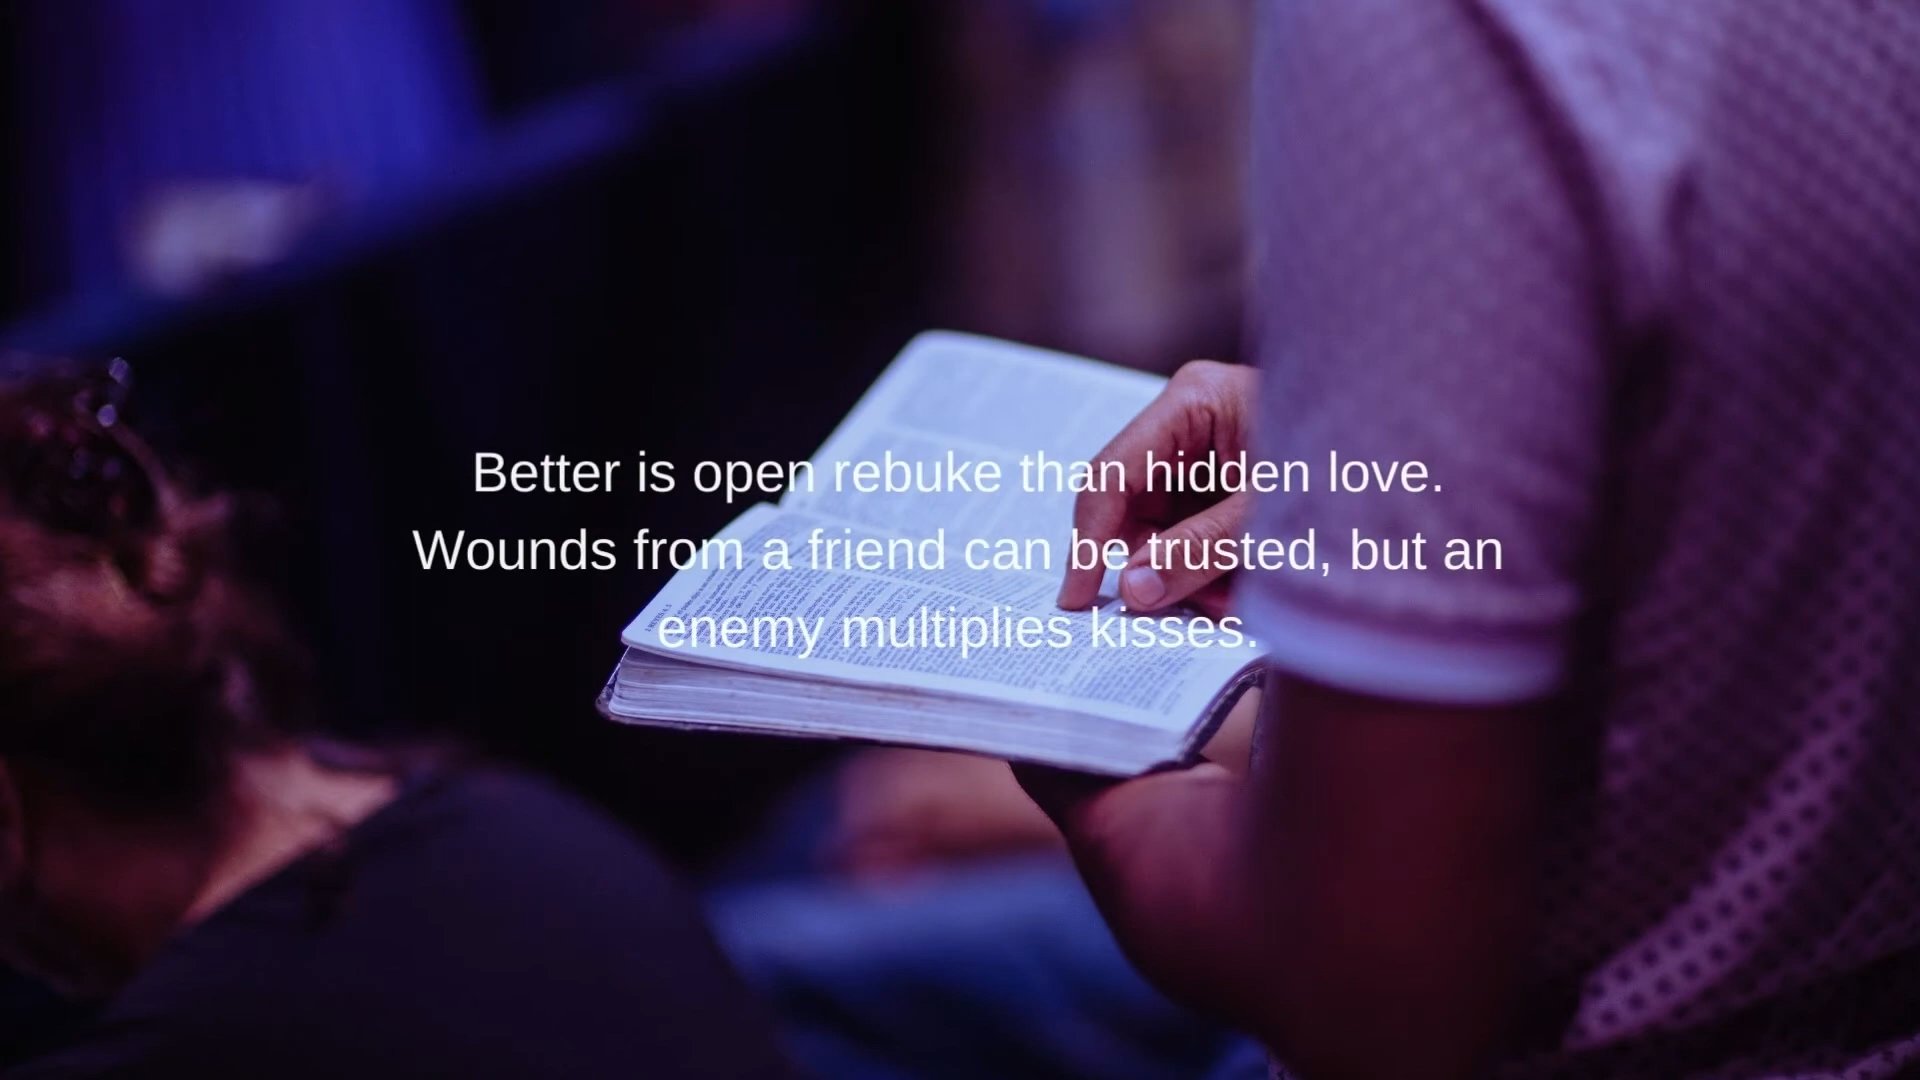 Better is open rebuke than hidden love.
Wounds from a friend can be trusted, but an
enemy multiplies kisses.